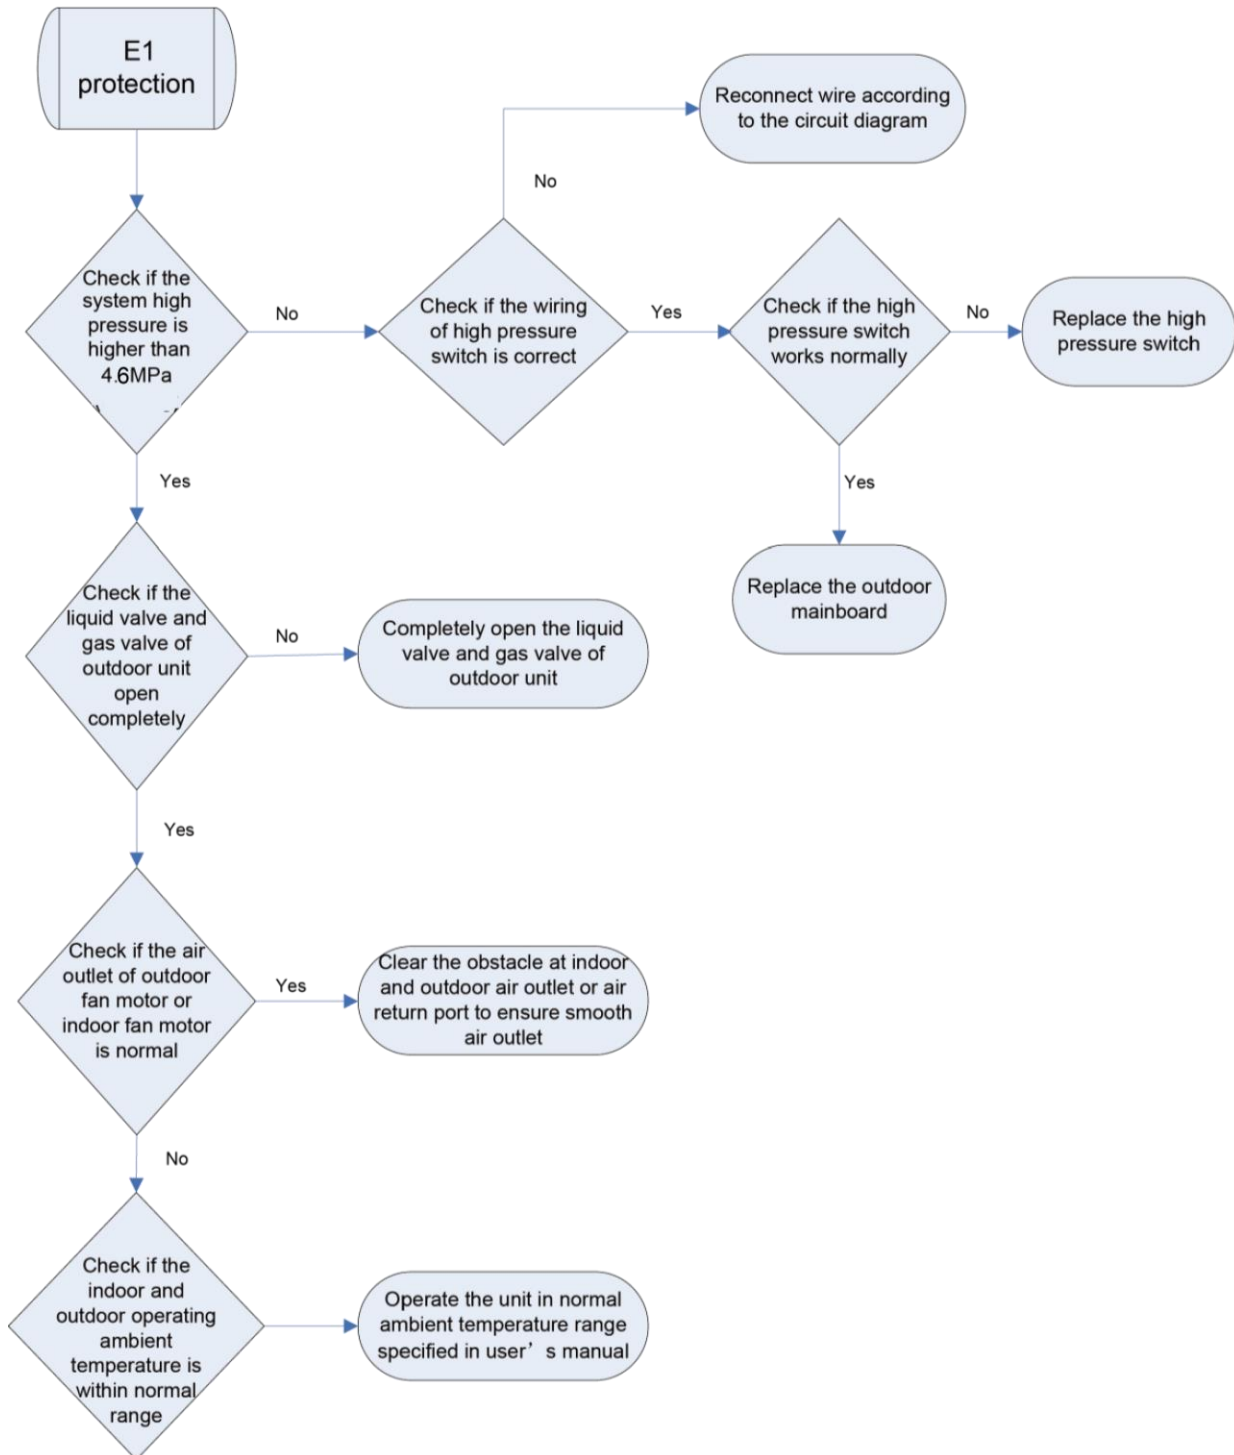 E1
protection
Reconnect wire according
to the circuit diagram
No
Check if the
system high
pressure is
higher than
4.6MPa
No
Check if the wiring
of high pressure
switch is correct
Yes
Check if the high
pressure switch
works normally
No
Replace the high
pressure switch
Yes
Yes
Replace the outdoor
mainboard
Check if the
liquid valve and
gas valve of
outdoor unit
open
completely
No
Completely open the liquid
valve and gas valve of
outdoor unit
Yes
Check if the air
outlet of outdoor
fan motor or
indoor fan motor
is normal
Yes
Clear the obstacle at indoor
and outdoor air outlet or air
return port to ensure smooth
air outlet
No
Check if the
indoor and
outdoor operating
ambient
temperature is
within normal
range
Operate the unit in normal
ambient temperature range
specified in user’s manual